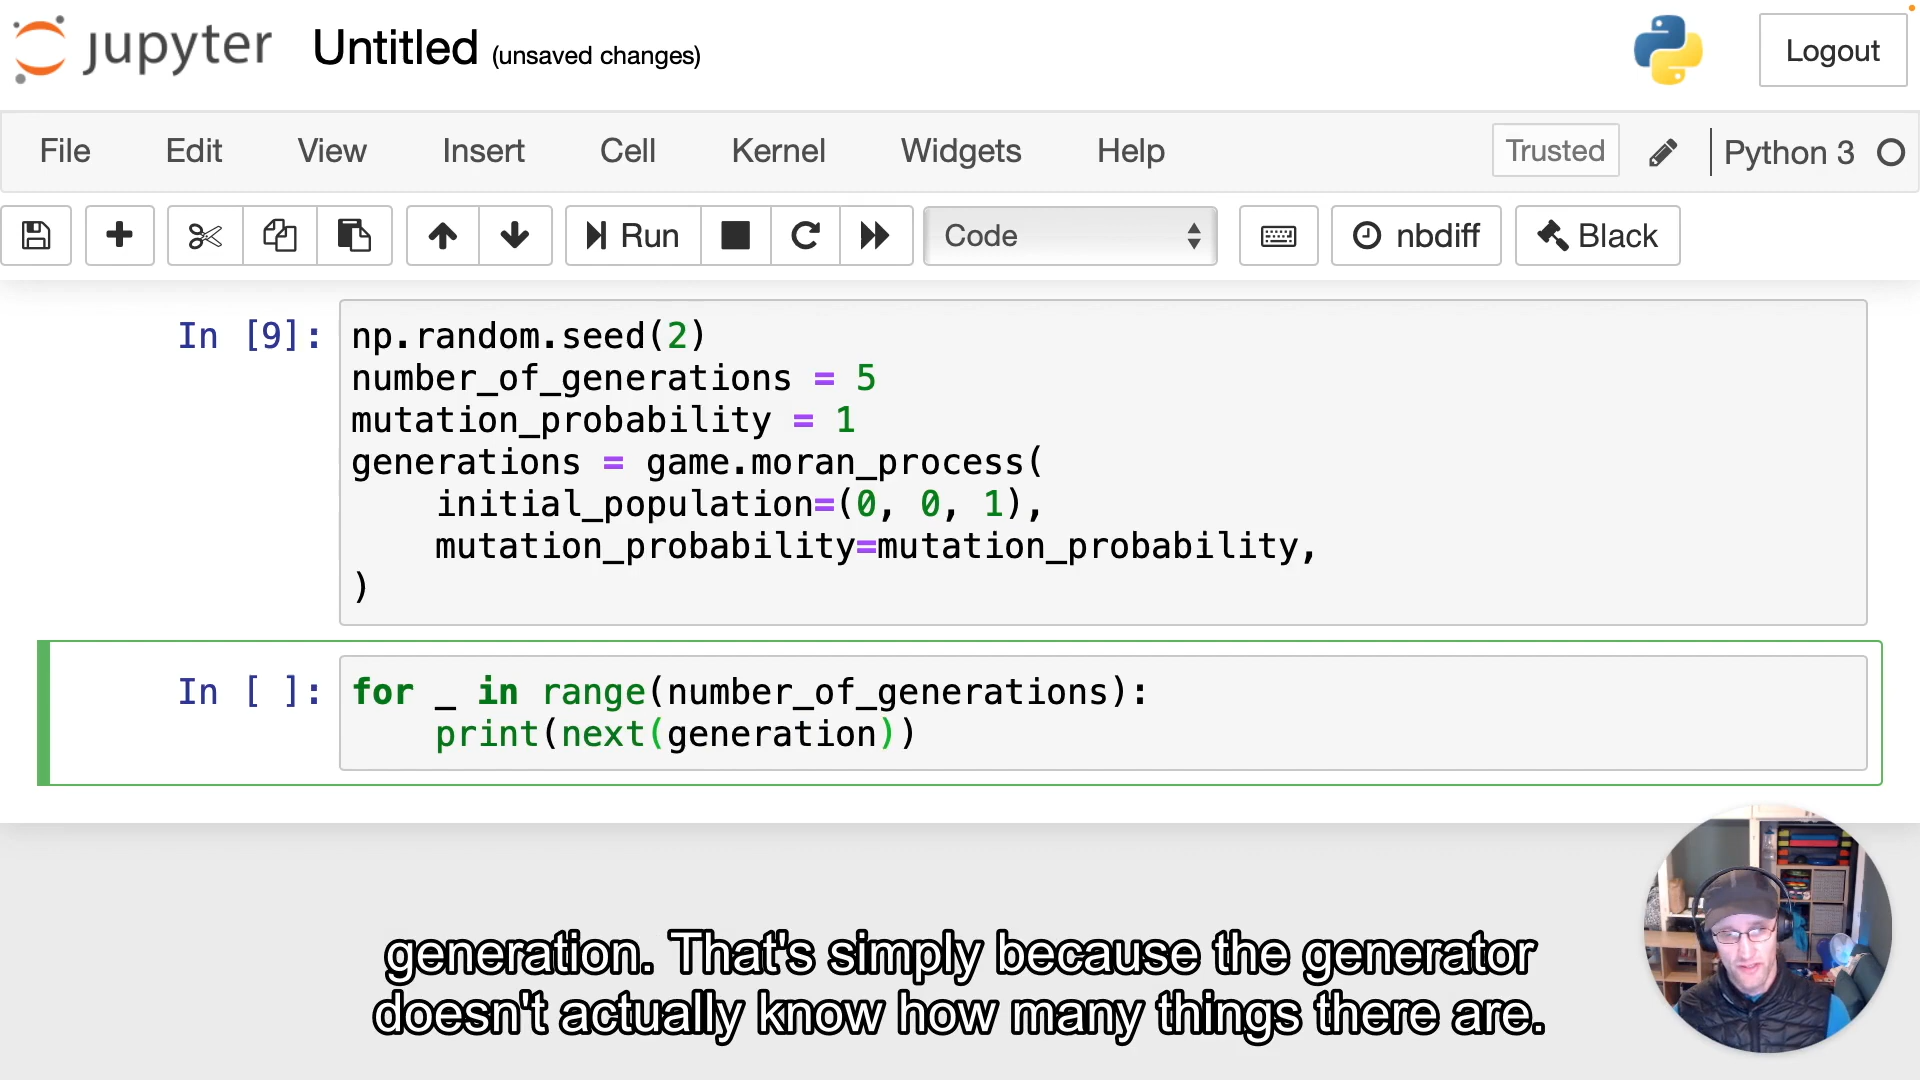 jupyter Untitled (unsaved changes) Logout
File Edit View Insert Cell Kernel Widgets Help Trusted Python 3
Run Code nbdiff Black
In [9]: np.random.seed(2)
number_of_generations = 5
mutation_probability = 1
generations = game.moran_process(
    initial_population=(0, 0, 1),
    mutation_probability=mutation_probability,
)
In [ ]: for _ in range(number_of_generations):
    print(next(generation))
generation. That's simply because the generator
doesn't actually know how many things there are.